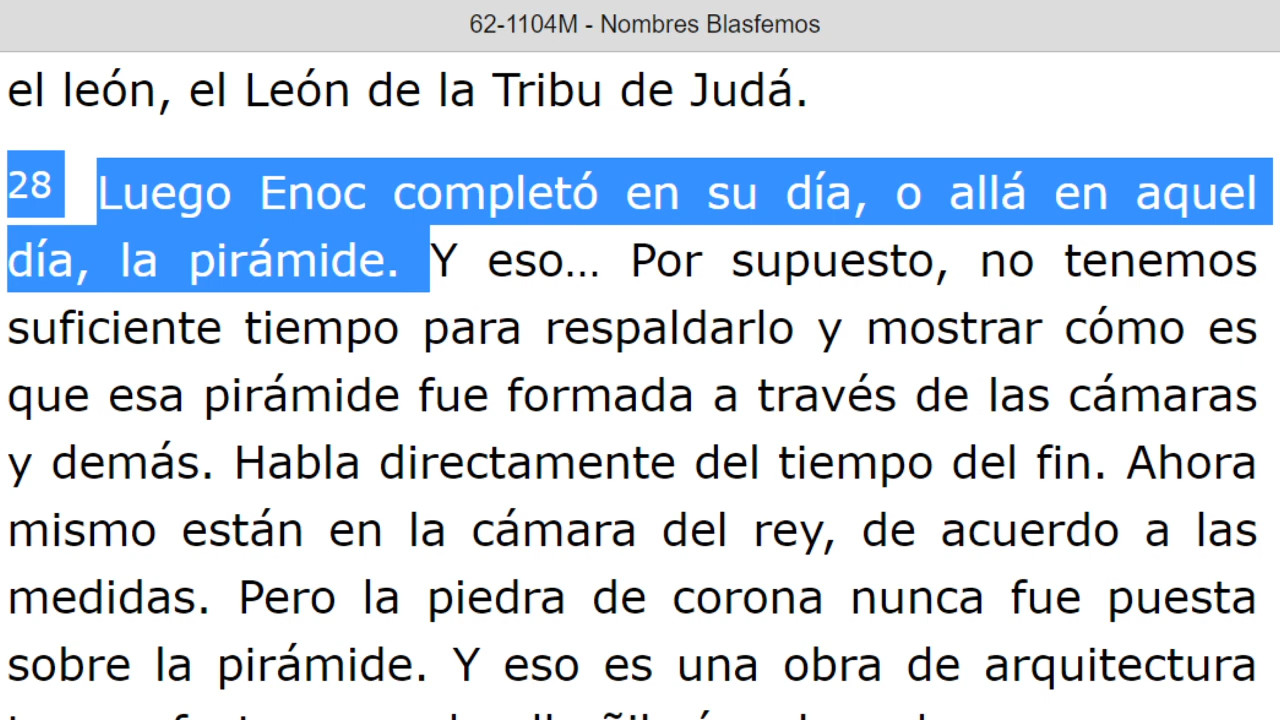 62-1104M - Nombres Blasfemos
el león, el León de la Tribu de Judá.
28 Luego Enoc completó en su día, o allá en aquel
día, la pirámide. Y eso... Por supuesto, no tenemos
suficiente tiempo para respaldarlo y mostrar cómo es
que esa pirámide fue formada a través de las cámaras
y demás. Habla directamente del tiempo del fin. Ahora
mismo están en la cámara del rey, de acuerdo a las
medidas. Pero la piedra de corona nunca fue puesta
sobre la pirámide. Y eso es una obra de arquitectura